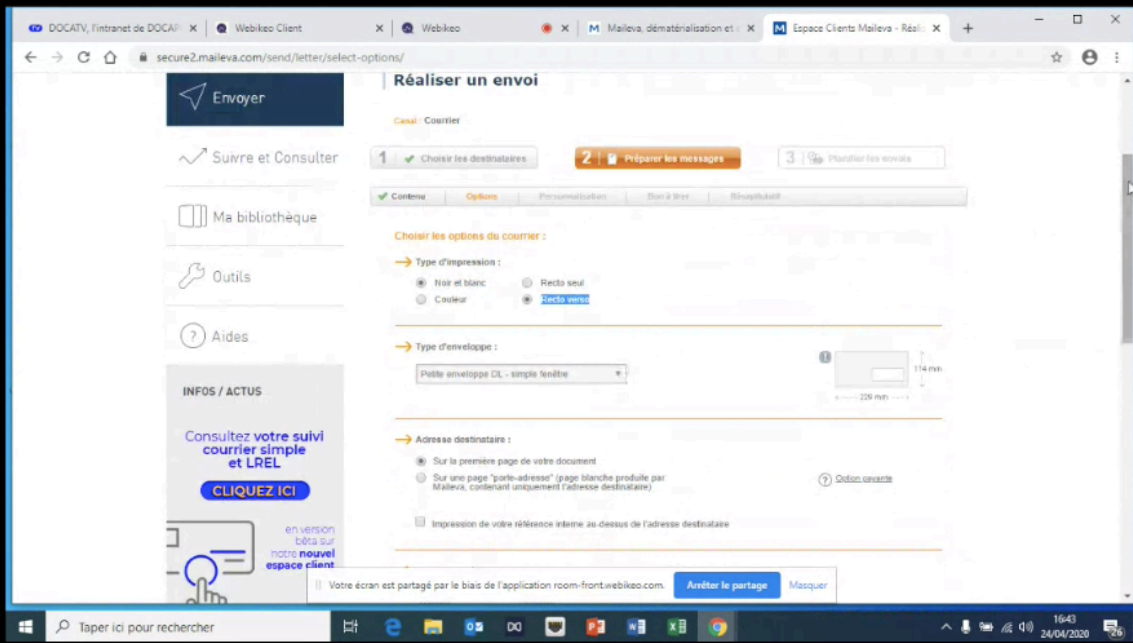 DOCATV, l'intranet de DOCAP
Webikeo Client
Webikeo
Maileva, dématérialisation et c
Espace Clients Maileva - Réali
secure2.maileva.com/send/letter/select-options/
Envoyer
Suivre et Consulter
Ma bibliothèque
Outils
Aides
INFOS / ACTUS
Consultez votre suivi
courrier simple
et LREL
CLIQUEZ ICI
en version
bêta sur
notre nouvel
espace client
Réaliser un envoi
Canal : Courrier
1 Choisir les destinataires
2 Préparer les messages
3 Planifier les envois
Contenu Options Personnalisation Bon à tirer Récapitulatif
Choisir les options du courrier :
Type d'impression :
Noir et blanc Recto seul
Couleur Recto verso
Type d'enveloppe :
Petite enveloppe DL - simple fenêtre
114 mm
229 mm
Adresse destinataire :
Sur la première page de votre document
Sur une page "porte-adresse" (page blanche produite par
Maileva, contenant uniquement l'adresse destinataire)
? Option payante
Impression de votre référence interne au-dessus de l'adresse destinataire
Votre écran est partagé par le biais de l'application room-front.webikeo.com.
Arrêter le partage
Masquer
Taper ici pour rechercher
16:43
24/04/2020
26